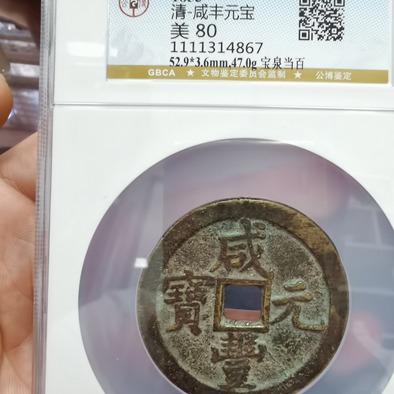 清-咸丰元宝
美 80
1111314867
52.9*3.6mm,47.0g 宝泉当百
GBCA ★ 文物鉴定委员会监制 ★ 公博鉴定
咸
寶 元
豐